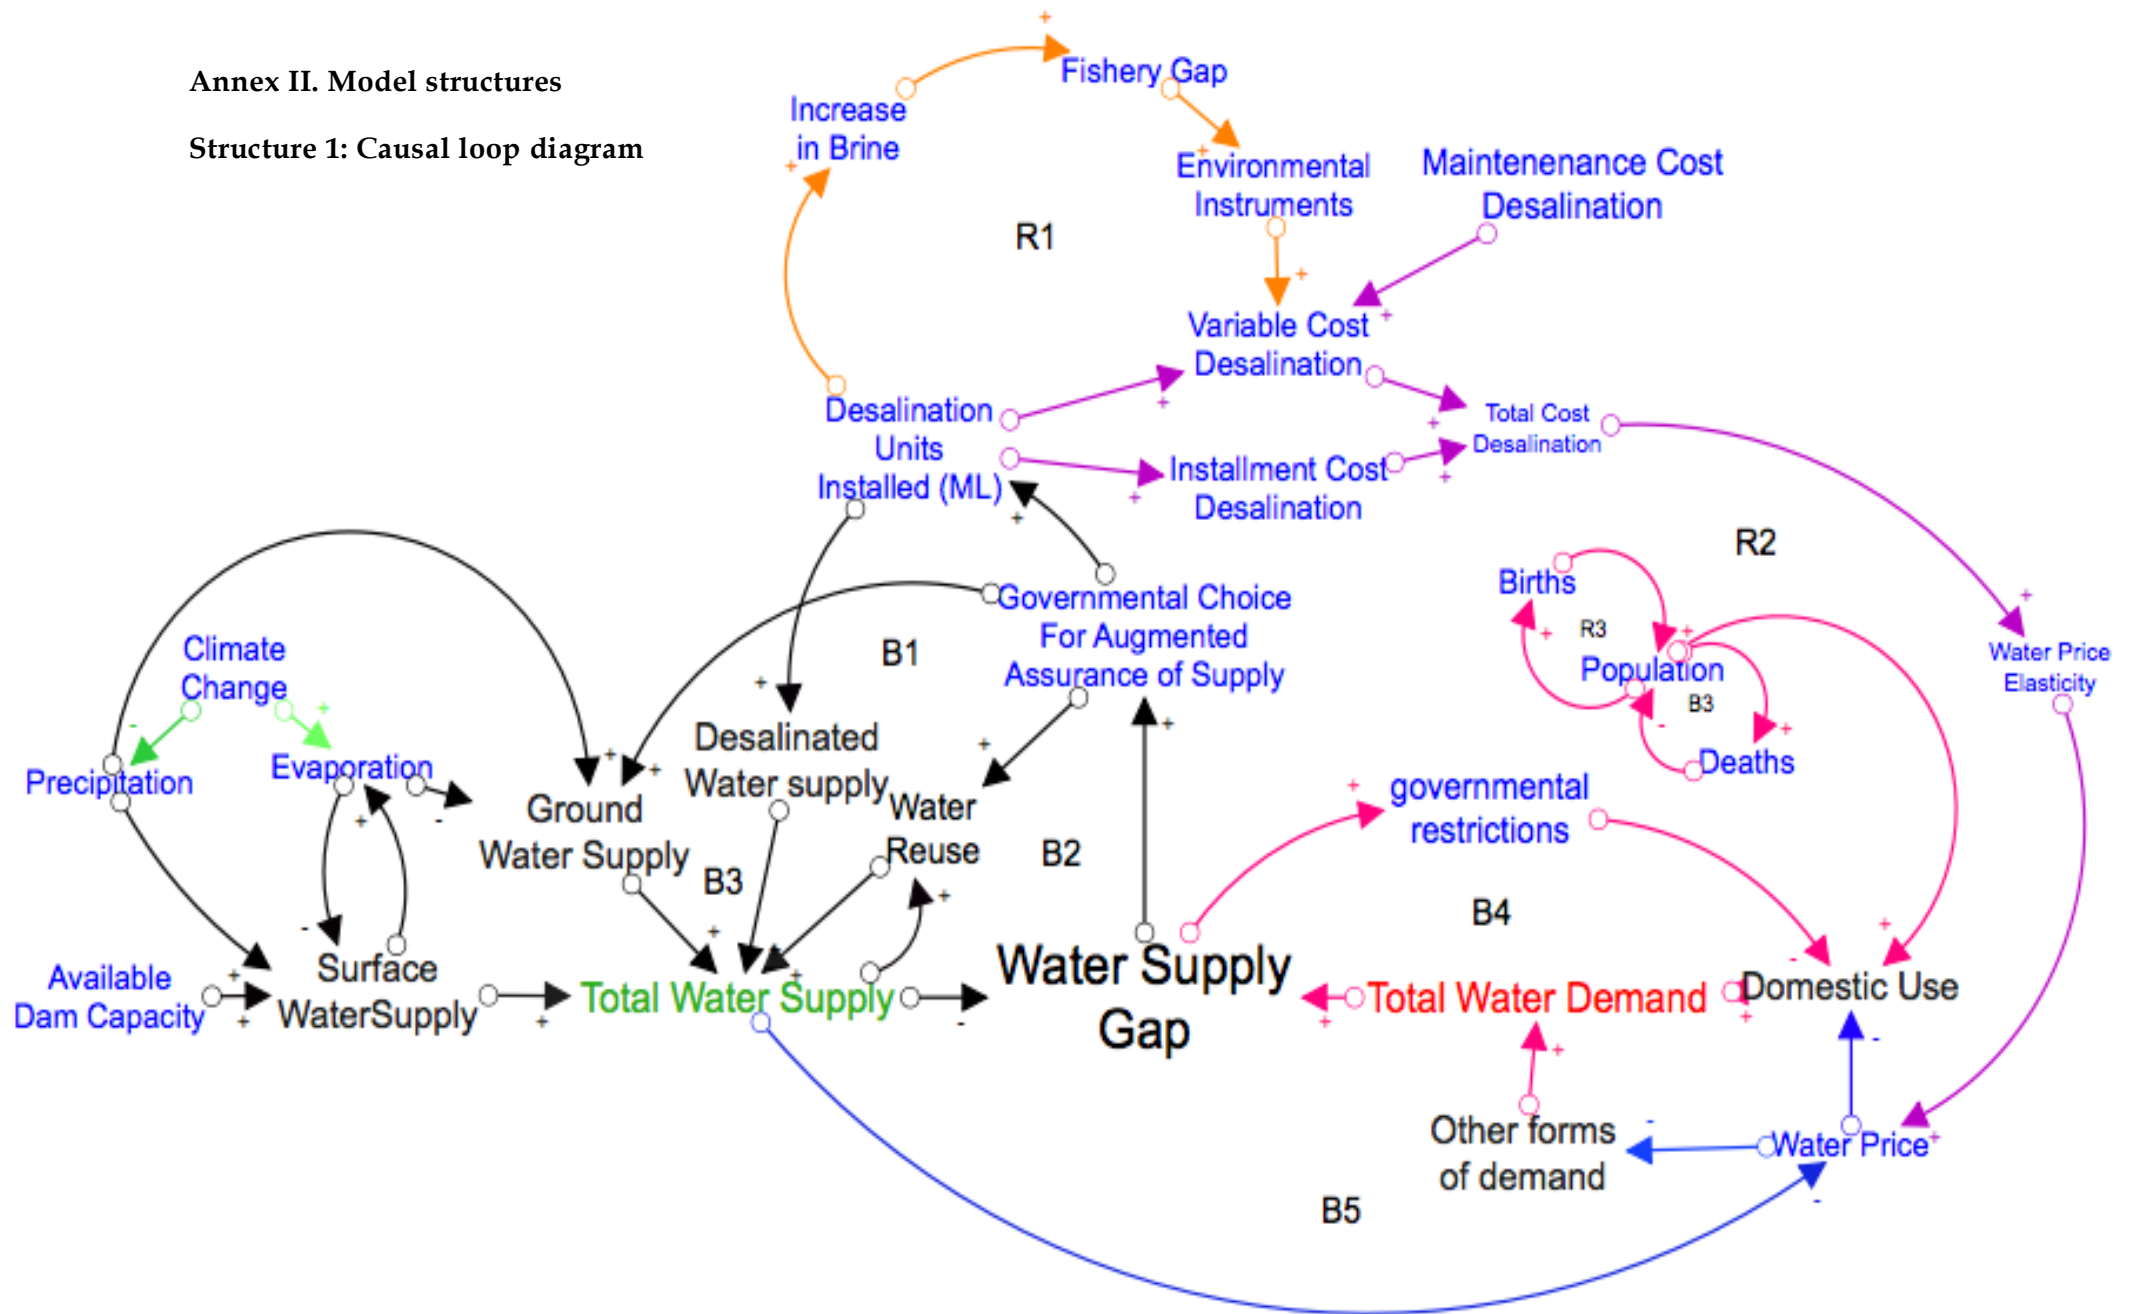 Annex II. Model structures
Structure 1: Causal loop diagram
+
Fishery Gap
Increase
in Brine
+
+
Environmental
Instruments
Maintenenance Cost
Desalination
R1
+
+
Variable Cost
Desalination
+
Desalination
Units
Installed (ML)
+
Total Cost
Desalination
+
Installment Cost
Desalination
+
+
R2
Births
+
R3
+
Population
B3
-
+
Deaths
+
Water Price
Elasticity
Governmental Choice
For Augmented
Assurance of Supply
B1
+
Climate
Change
-
+
Precipitation
Evaporation
+
-
Desalinated
Water supply
+
+
+
+
Ground
Water Supply
Water
Reuse
B3
B2
+
governmental
restrictions
+
-
+
B4
+
-
+
Available
Dam Capacity
+
Surface
WaterSupply
+
Total Water Supply
+
-
Water Supply
Gap
+
Total Water Demand
+
Domestic Use
-
+
Other forms
of demand
-
Water Price
+
-
B5